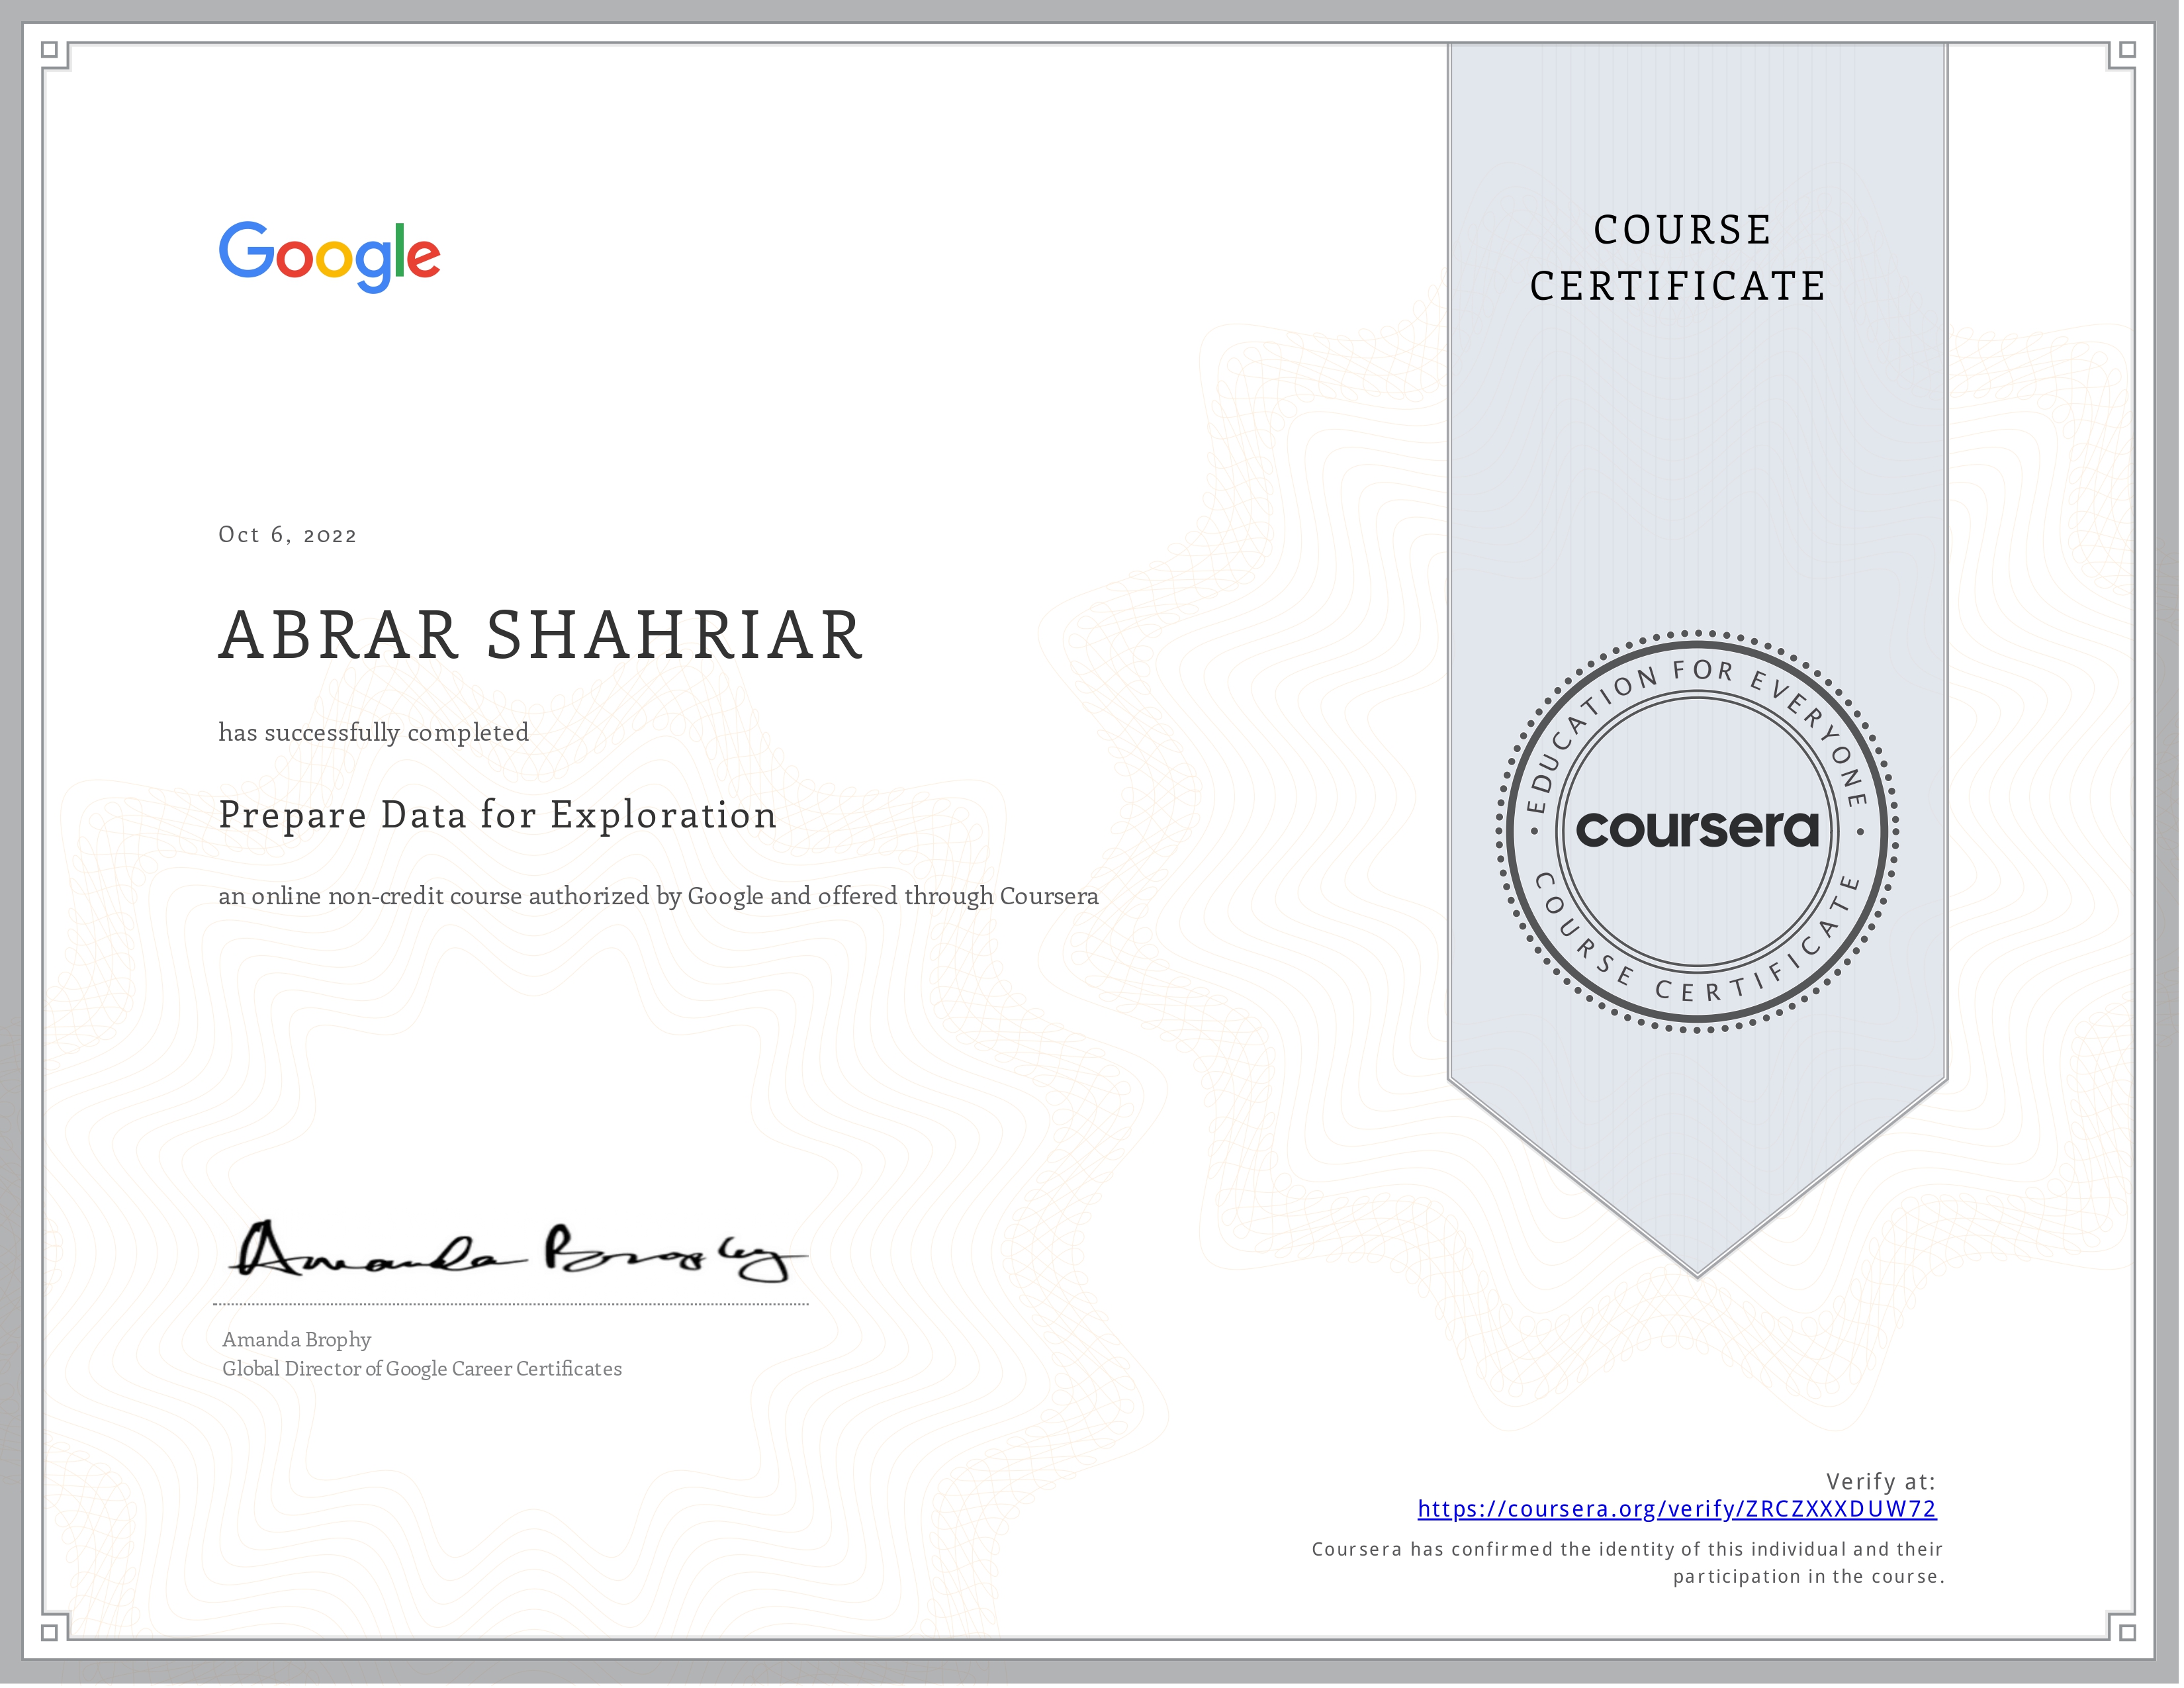 Google
COURSE
CERTIFICATE
Oct 6, 2022
ABRAR SHAHRIAR
has successfully completed
Prepare Data for Exploration
an online non-credit course authorized by Google and offered through Coursera
EDUCATION FOR EVERYONE
coursera
COURSE CERTIFICATE
Amanda Brophy
Amanda Brophy
Global Director of Google Career Certificates
Verify at:
https://coursera.org/verify/ZRCZXXXDUW72
Coursera has confirmed the identity of this individual and their
participation in the course.